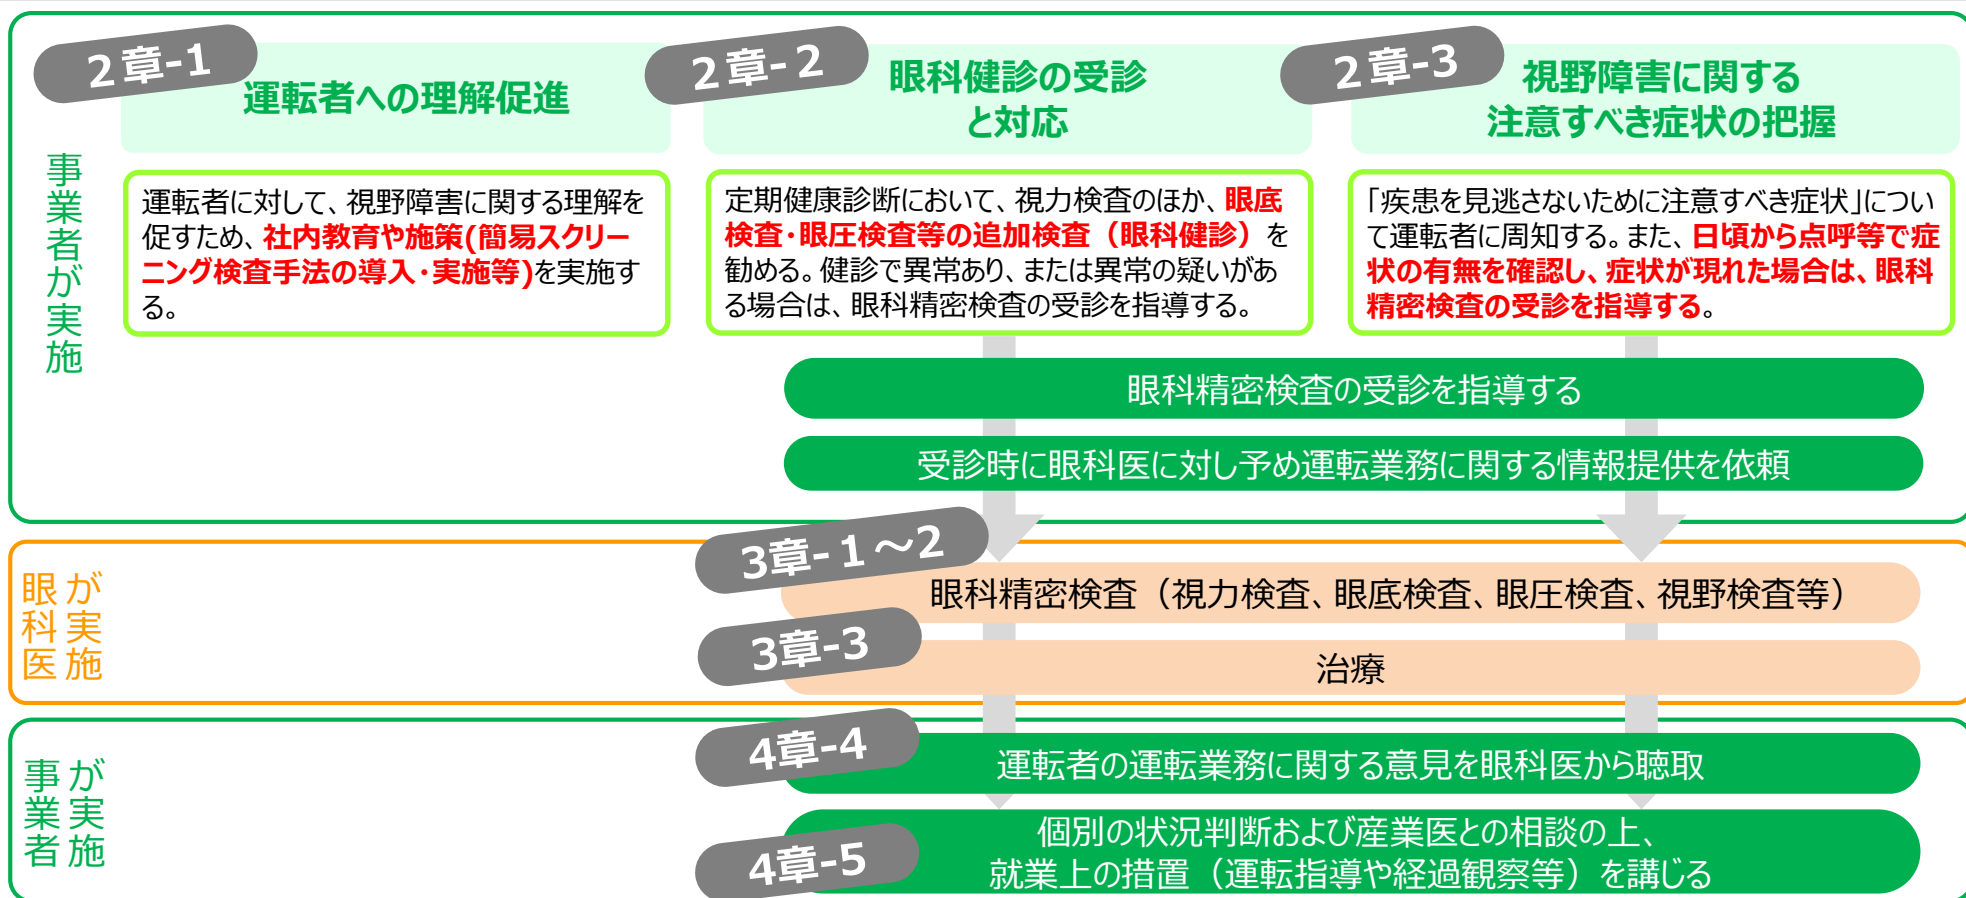 2章-1
運転者への理解促進
2章-2
眼科健診の受診
と対応
2章-3
視野障害に関する
注意すべき症状の把握
事業者が実施
運転者に対して、視野障害に関する理解を
促すため、社内教育や施策(簡易スクリー
ニング検査手法の導入・実施等)を実施す
る。
定期健康診断において、視力検査のほか、眼底
検査・眼圧検査等の追加検査（眼科健診）を
勧める。健診で異常あり、または異常の疑いがあ
る場合は、眼科精密検査の受診を指導する。
「疾患を見逃さないために注意すべき症状」につい
て運転者に周知する。また、日頃から点呼等で症
状の有無を確認し、症状が現れた場合は、眼科
精密検査の受診を指導する。
眼科精密検査の受診を指導する
受診時に眼科医に対し予め運転業務に関する情報提供を依頼
眼科医
が実施
3章-1～2
眼科精密検査（視力検査、眼底検査、眼圧検査、視野検査等）
3章-3
治療
事業者
が実施
4章-4
運転者の運転業務に関する意見を眼科医から聴取
4章-5
個別の状況判断および産業医との相談の上、
就業上の措置（運転指導や経過観察等）を講じる